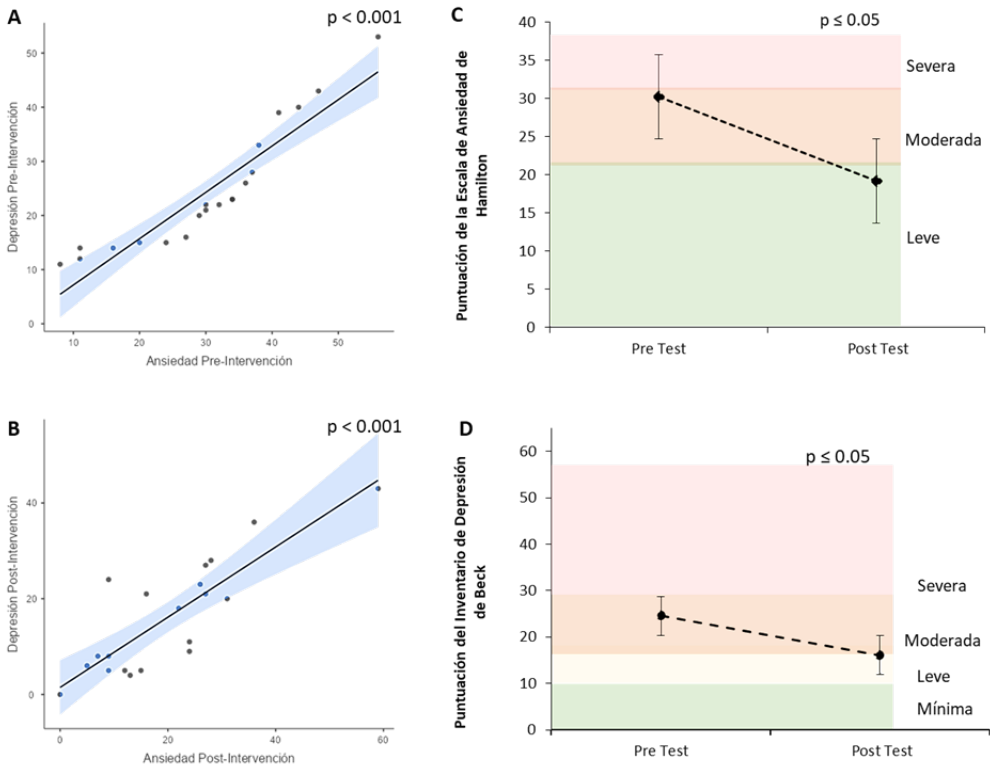 A
p < 0.001
Depresión Pre-Intervención
50
40
30
20
10
0
10
20
30
40
50
Ansiedad Pre-Intervención
B
p < 0.001
Depresión Post-Intervención
40
20
0
0
20
40
60
Ansiedad Post-Intervención
C
p ≤ 0.05
Puntuación de la Escala de Ansiedad de
Hamilton
40
35
30
25
20
15
10
5
0
Severa
Moderada
Leve
Pre Test
Post Test
D
p ≤ 0.05
Puntuación del Inventario de Depresión
de Beck
60
50
40
30
20
10
0
Severa
Moderada
Leve
Mínima
Pre Test
Post Test